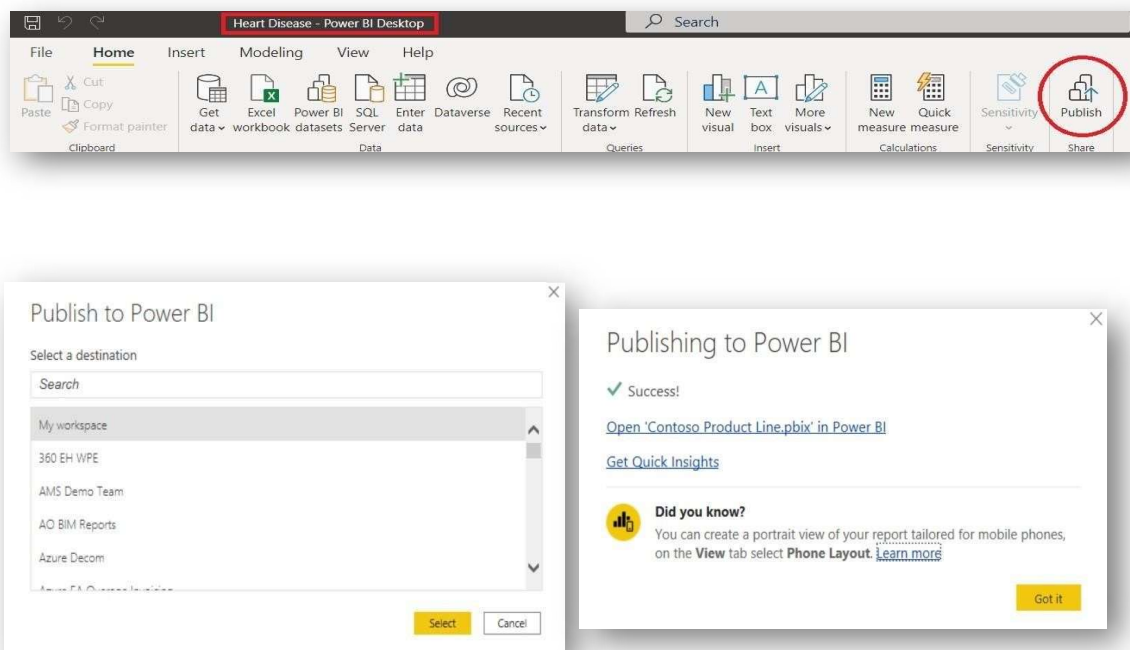 Heart Disease - Power BI Desktop
Search
File Home Insert Modeling View Help
Paste
Cut
Copy
Format painter
Clipboard
Get data
Excel workbook
Power BI datasets
SQL Server
Enter data
Dataverse
Recent sources
Data
Transform data
Refresh
Queries
New visual
Text box
More visuals
Insert
New measure
Quick measure
Calculations
Sensitivity
Sensitivity
Publish
Share
Publish to Power BI
Select a destination
Search
My workspace
360 EH WPE
AMS Demo Team
AO BIM Reports
Azure Decom
Select
Cancel
Publishing to Power BI
Success!
Open 'Contoso Product Line.pbix' in Power BI
Get Quick Insights
Did you know?
You can create a portrait view of your report tailored for mobile phones,
on the View tab select Phone Layout. Learn more
Got it